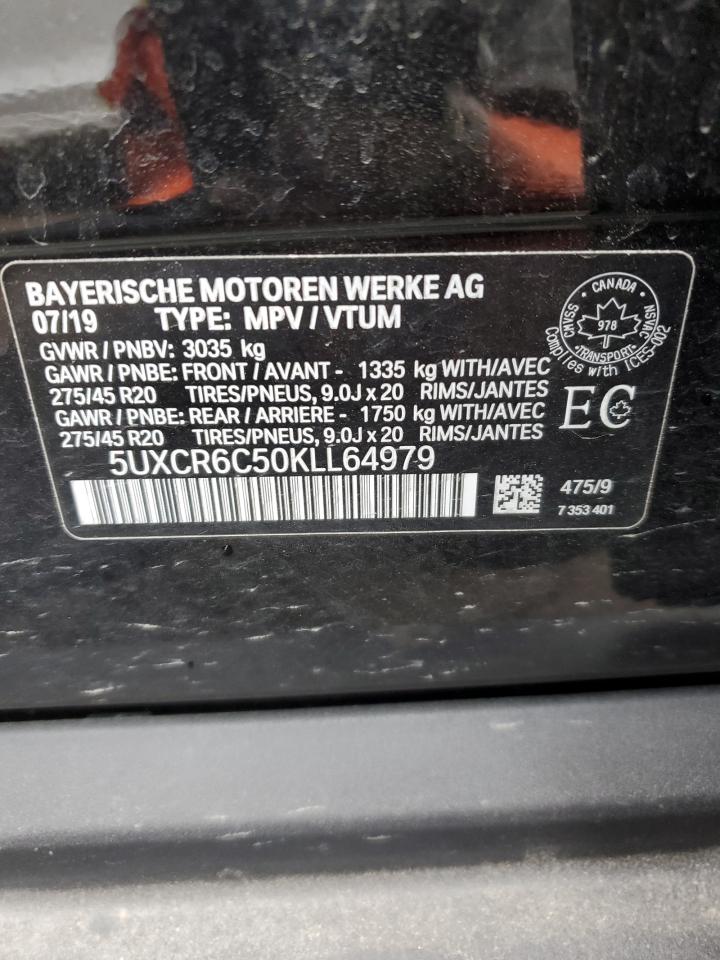 BAYERISCHE MOTOREN WERKE AG
07/19 TYPE: MPV / VTUM
GVWR / PNBV: 3035 kg
GAWR / PNBE: FRONT / AVANT - 1335 kg WITH/AVEC
275/45 R20 TIRES/PNEUS, 9.0J x 20 RIMS/JANTES
GAWR / PNBE: REAR / ARRIERE - 1750 kg WITH/AVEC
275/45 R20 TIRES/PNEUS, 9.0J x 20 RIMS/JANTES
5UXCR6C50KLL64979
475/9
7 353 401
CANADA
CMVSS
NSVAC
978
TRANSPORT
Complies with ICES-002
EC